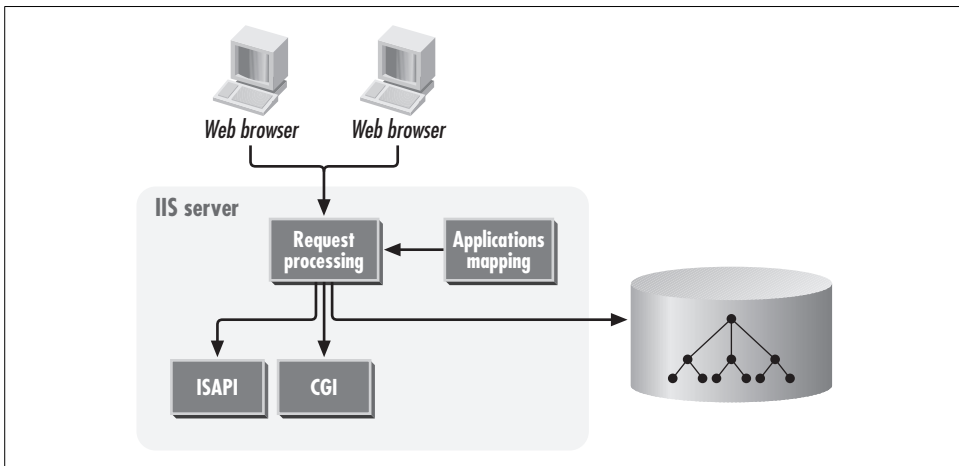 Web browser
Web browser
IIS server
Request
processing
Applications
mapping
ISAPI
CGI